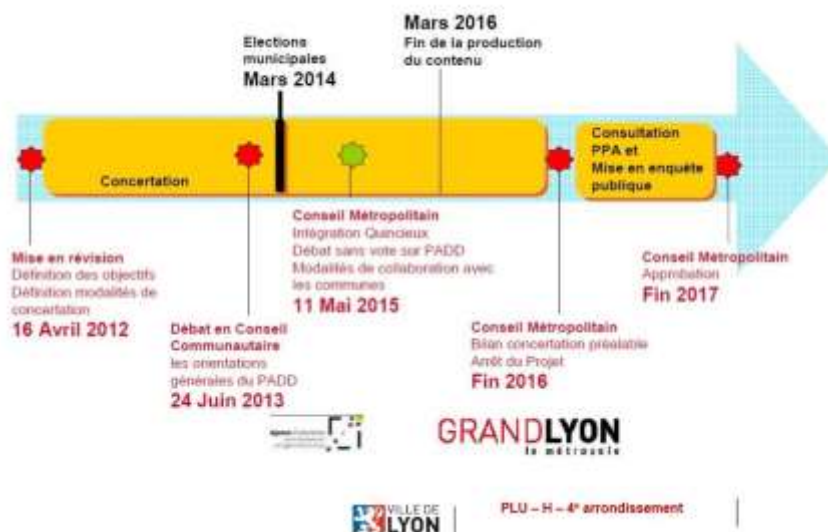 Elections
municipales
Mars 2014
Mars 2016
Fin de la production
du contenu
Concertation
Consultation
PPA et
Mise en enquête
publique
Mise en révision
Définition des objectifs
Définition modalités de
concertation
16 Avril 2012
Débat en Conseil
Communautaire
les orientations
générales du PADD
24 Juin 2013
Conseil Métropolitain
Intégration Quincieux
Débat sans vote sur PADD
Modalités de collaboration avec
les communes
11 Mai 2015
Conseil Métropolitain
Bilan concertation préalable
Arrêt du Projet
Fin 2016
Conseil Métropolitain
Approbation
Fin 2017
GRANDLYON
la métropole
VILLE DE
LYON
PLU – H – 4e arrondissement